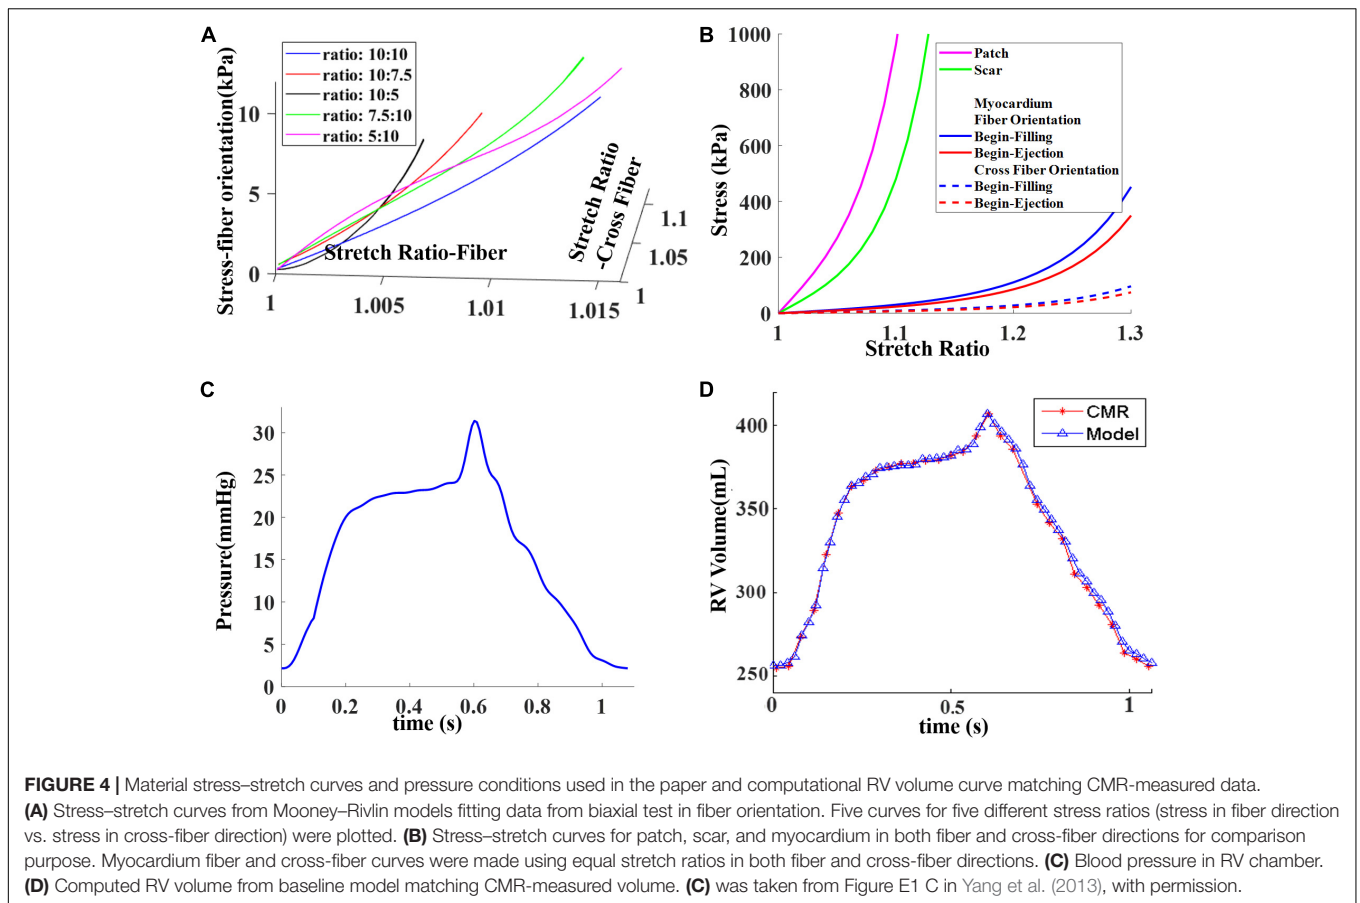 A
Stress-fiber orientation(kPa)
10
5
0
ratio: 10:10
ratio: 10:7.5
ratio: 10:5
ratio: 7.5:10
ratio: 5:10
Stretch Ratio-Fiber
1
1.005
1.01
1.015
Stretch Ratio
-Cross Fiber
1.1
1.05
1
B
Stress (kPa)
1000
800
600
400
200
0
Patch
Scar
Myocardium
Fiber Orientation
Begin-Filling
Begin-Ejection
Cross Fiber Orientation
Begin-Filling
Begin-Ejection
1
1.1
1.2
1.3
Stretch Ratio
C
Pressure(mmHg)
30
25
20
15
10
5
0
0
0.2
0.4
0.6
0.8
1
time (s)
D
RV Volume(mL)
400
350
300
250
CMR
Model
0
0.5
1
time (s)
FIGURE 4 | Material stress–stretch curves and pressure conditions used in the paper and computational RV volume curve matching CMR-measured data.
(A) Stress–stretch curves from Mooney–Rivlin models fitting data from biaxial test in fiber orientation. Five curves for five different stress ratios (stress in fiber direction
vs. stress in cross-fiber direction) were plotted. (B) Stress–stretch curves for patch, scar, and myocardium in both fiber and cross-fiber directions for comparison
purpose. Myocardium fiber and cross-fiber curves were made using equal stretch ratios in both fiber and cross-fiber directions. (C) Blood pressure in RV chamber.
(D) Computed RV volume from baseline model matching CMR-measured volume. (C) was taken from Figure E1 C in Yang et al. (2013), with permission.